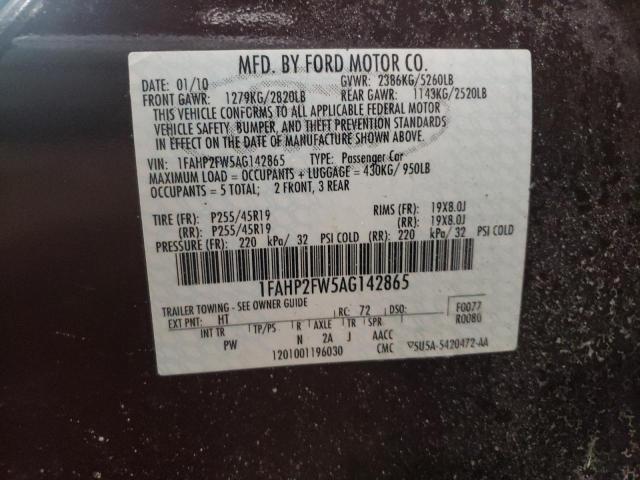 MFD. BY FORD MOTOR CO.
DATE: 01/10 GVWR: 2386KG/5260LB
FRONT GAWR: 1279KG/2820LB REAR GAWR: 1143KG/2520LB
THIS VEHICLE CONFORMS TO ALL APPLICABLE FEDERAL MOTOR
VEHICLE SAFETY, BUMPER, AND THEFT PREVENTION STANDARDS
IN EFFECT ON THE DATE OF MANUFACTURE SHOWN ABOVE.
VIN: 1FAHP2FW5AG142865 TYPE: Passenger Car
MAXIMUM LOAD = OCCUPANTS + LUGGAGE = 430KG/ 950LB
OCCUPANTS = 5 TOTAL; 2 FRONT, 3 REAR
TIRE (FR): P255/45R19 RIMS (FR): 19X8.0J
(RR): P255/45R19 (RR): 19X8.0J
PRESSURE (FR): 220 kPa/ 32 PSI COLD (RR): 220 kPa/ 32 PSI COLD
1FAHP2FW5AG142865
TRAILER TOWING - SEE OWNER GUIDE
EXT PNT: HT RC: 72 DSO: F0077
R0080
INT TR TP/PS R AXLE TR SPR
PW N 2A J AACC
1201001196030 CMC SU5A-5420472-AA